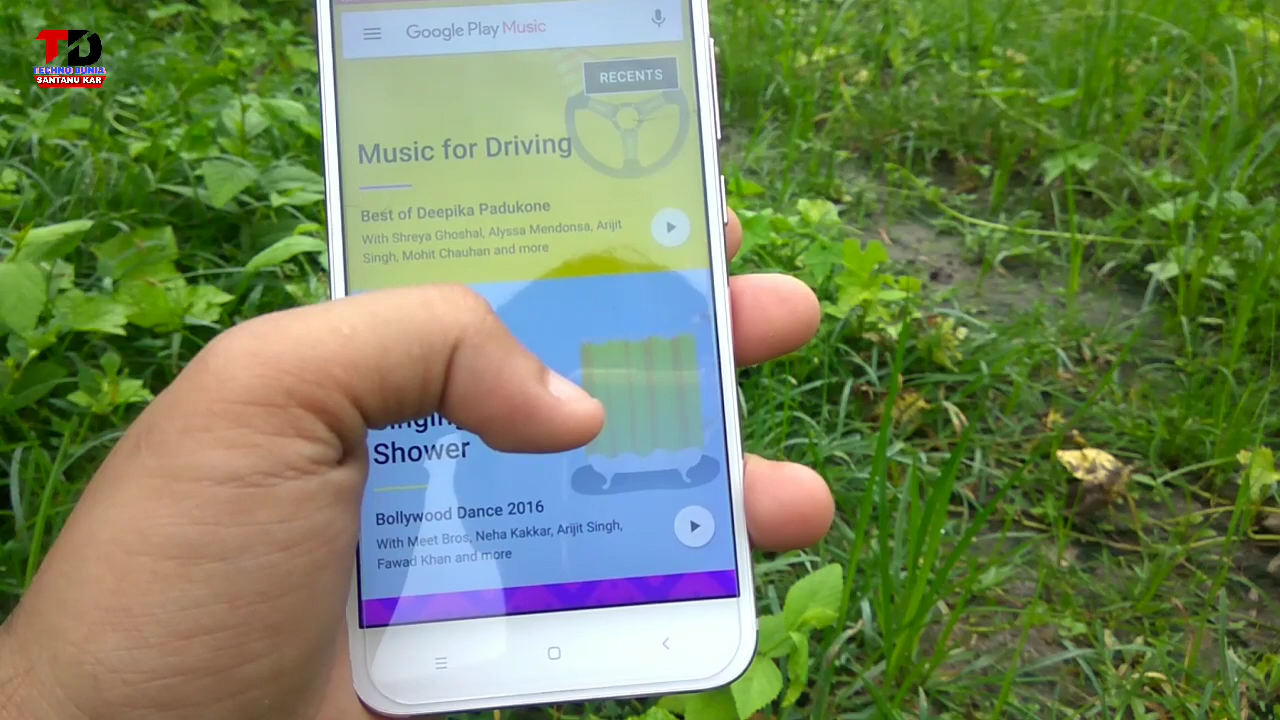 TD
TECHNO DUNIA
SANTANU KAR
Google Play Music
RECENTS
Music for Driving
Best of Deepika Padukone
With Shreya Ghoshal, Alyssa Mendonsa, Arijit
Singh, Mohit Chauhan and more
Shower
Bollywood Dance 2016
With Meet Bros, Neha Kakkar, Arijit Singh,
Fawad Khan and more